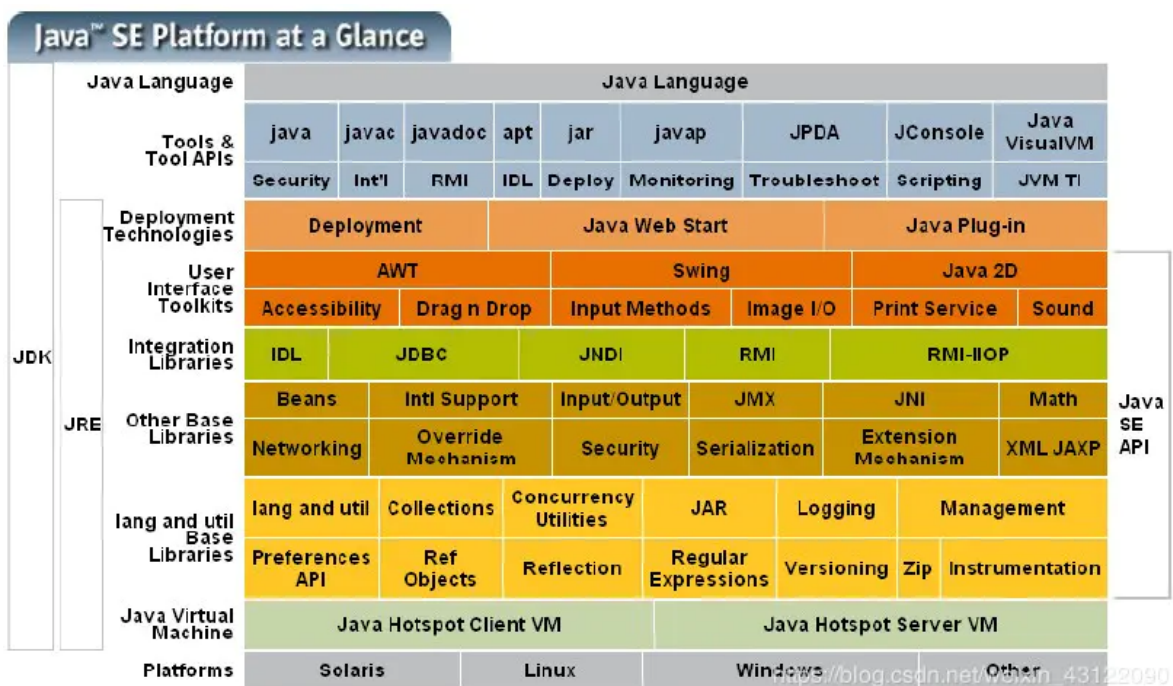 Java™ SE Platform at a Glance
Java Language
Java Language
Tools &
Tool APIs
java javac javadoc apt jar javap JPDA JConsole Java
VisualVM
Security Int'l RMI IDL Deploy Monitoring Troubleshoot Scripting JVM TI
Deployment
Technologies
Deployment Java Web Start Java Plug-in
User
Interface
Toolkits
AWT Swing Java 2D
Accessibility Drag n Drop Input Methods Image I/O Print Service Sound
Integration
Libraries
IDL JDBC JNDI RMI RMI-IIOP
JDK
JRE
Java
SE
API
Other Base
Libraries
Beans Intl Support Input/Output JMX JNI Math
Networking Override
Mechanism Security Serialization Extension
Mechanism XML JAXP
lang and util
Base
Libraries
lang and util Collections Concurrency
Utilities JAR Logging Management
Preferences
API Ref
Objects Reflection Regular
Expressions Versioning Zip Instrumentation
Java Virtual
Machine
Java Hotspot Client VM Java Hotspot Server VM
Platforms
Solaris Linux Windows Other
https://blog.csdn.net/weixin_43122090